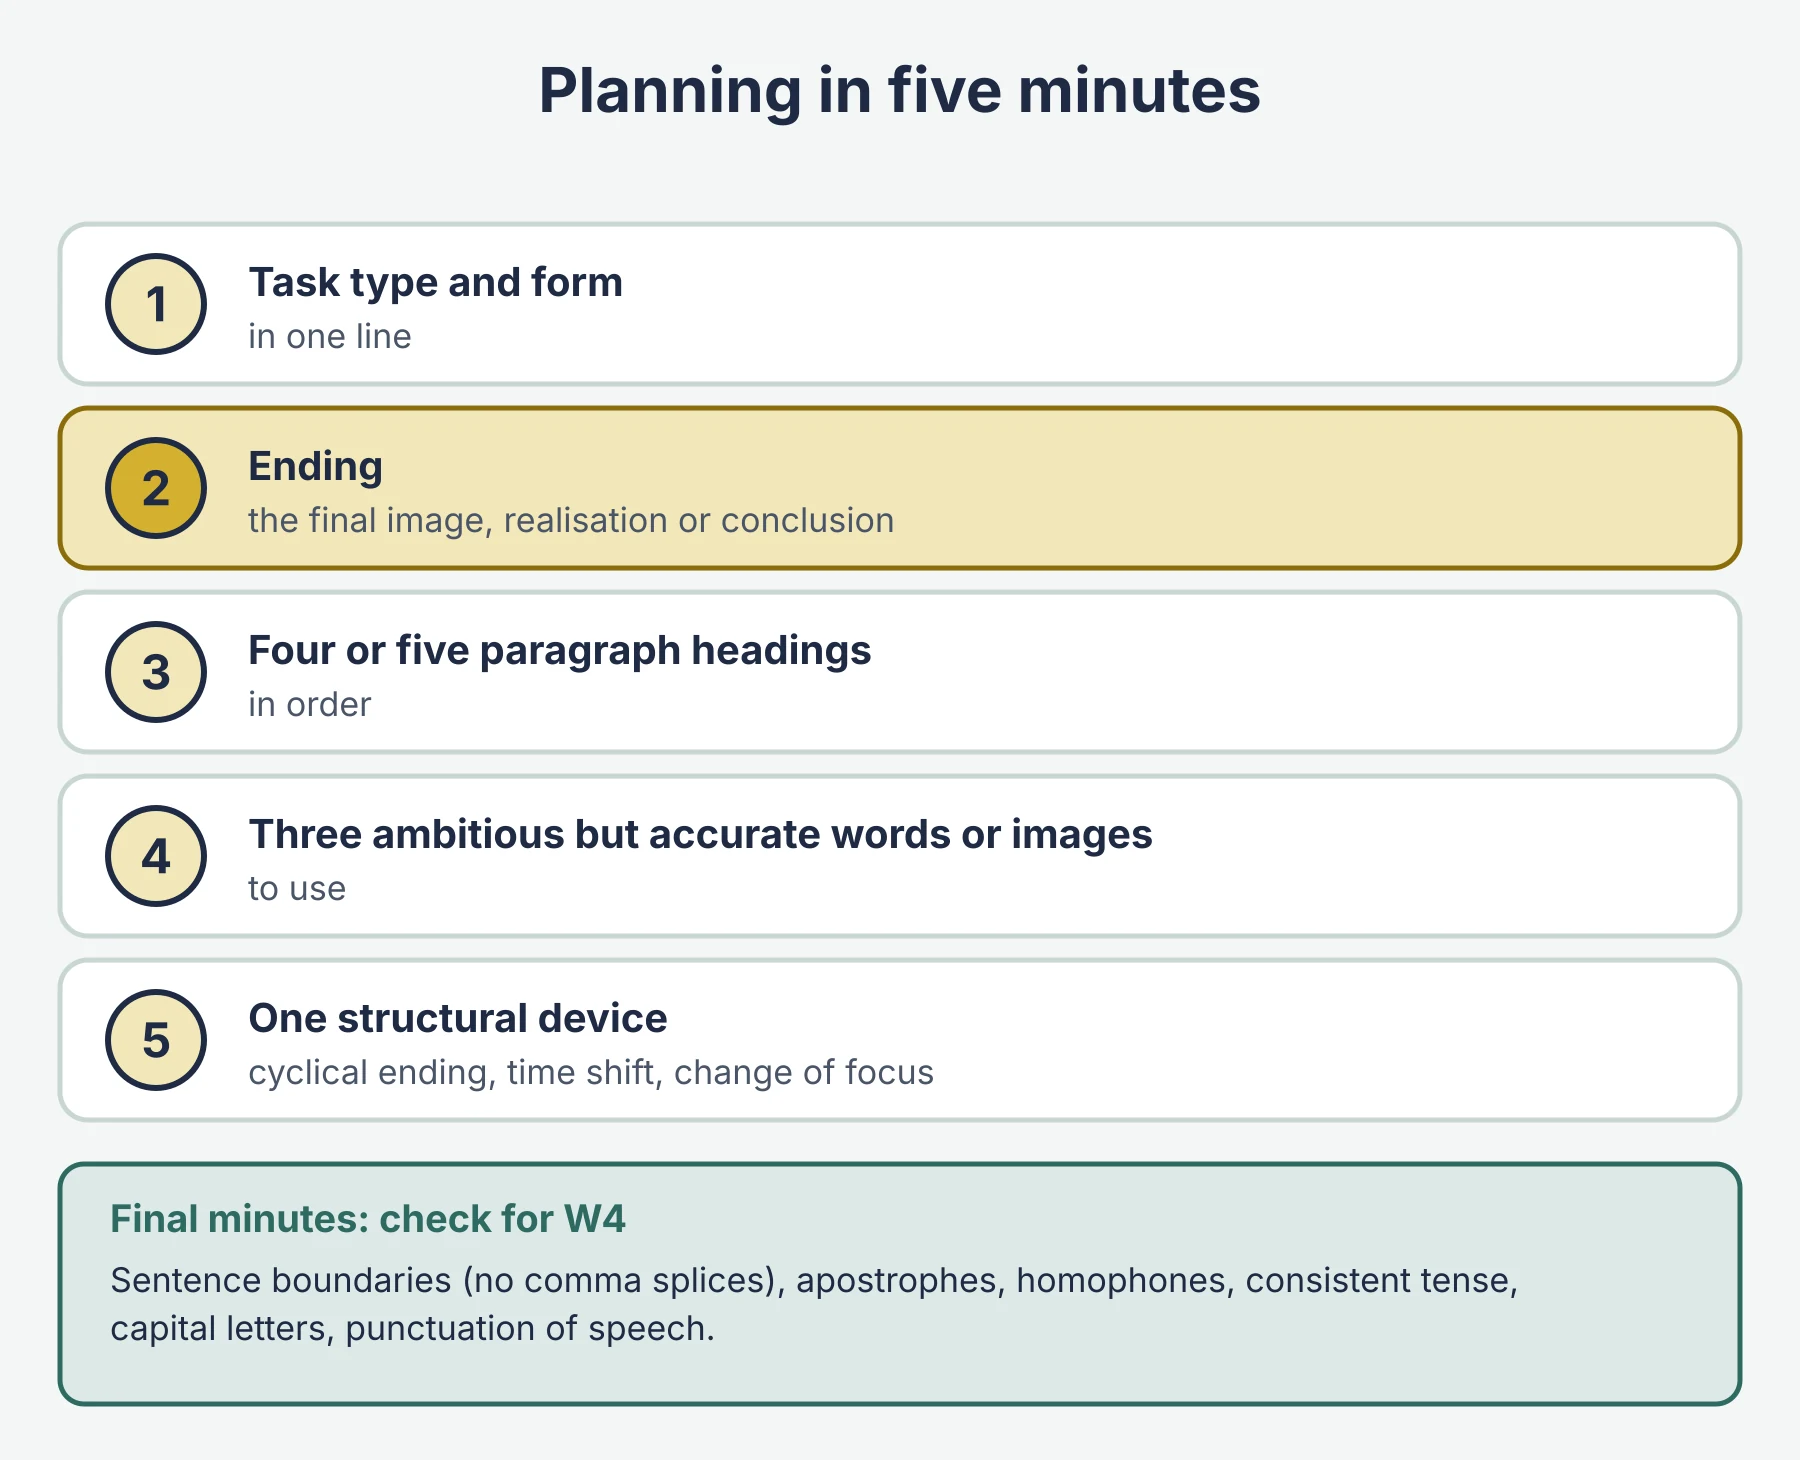 Planning in five minutes
1
Task type and form
in one line
2
Ending
the final image, realisation or conclusion
3
Four or five paragraph headings
in order
4
Three ambitious but accurate words or images
to use
5
One structural device
cyclical ending, time shift, change of focus
Final minutes: check for W4
Sentence boundaries (no comma splices), apostrophes, homophones, consistent tense,
capital letters, punctuation of speech.